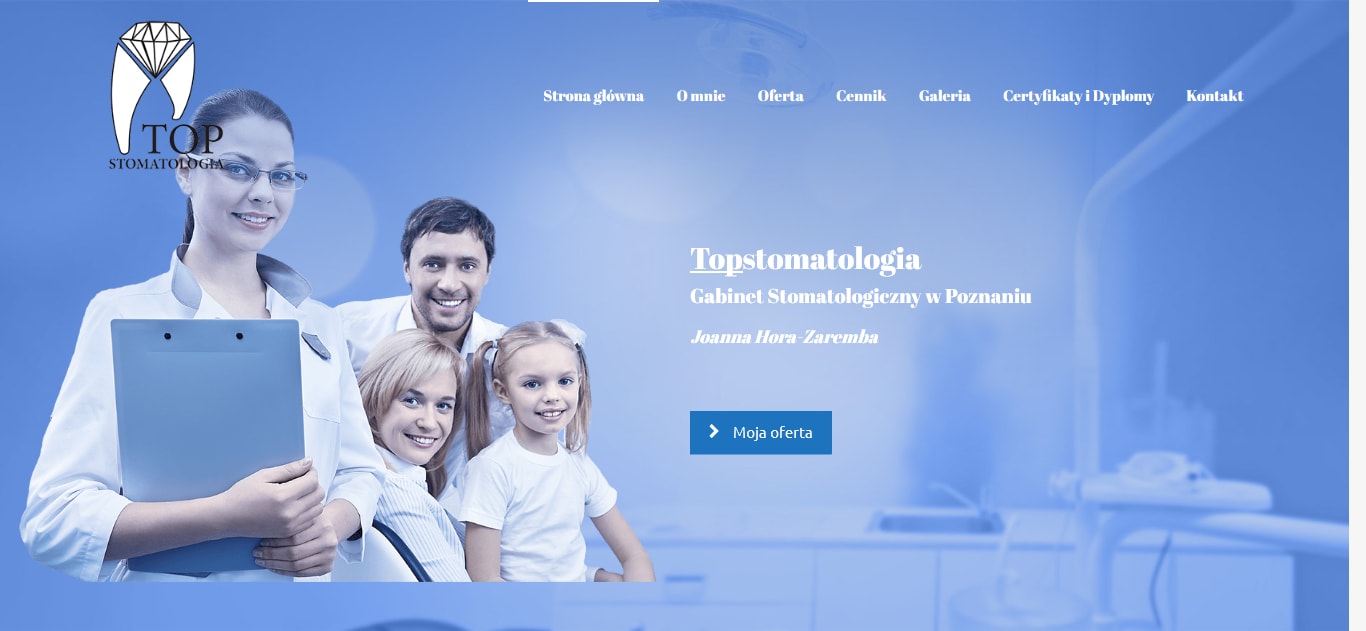 TOP
STOMATOLOGIA
Strona główna O mnie Oferta Cennik Galeria Certyfikaty i Dyplomy Kontakt
Topstomatologia
Gabinet Stomatologiczny w Poznaniu
Joanna Hora-Zaremba
Moja oferta